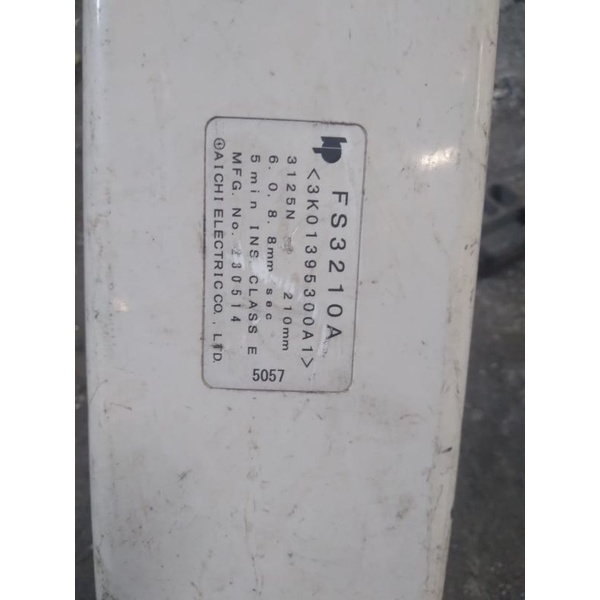 FS3210A
<3K01395300A1>
3125N 210mm
6.0, 8.8mm/sec
5min INS. CLASS E
MFG. No. 230514
AICHI ELECTRIC CO., LTD.
5057